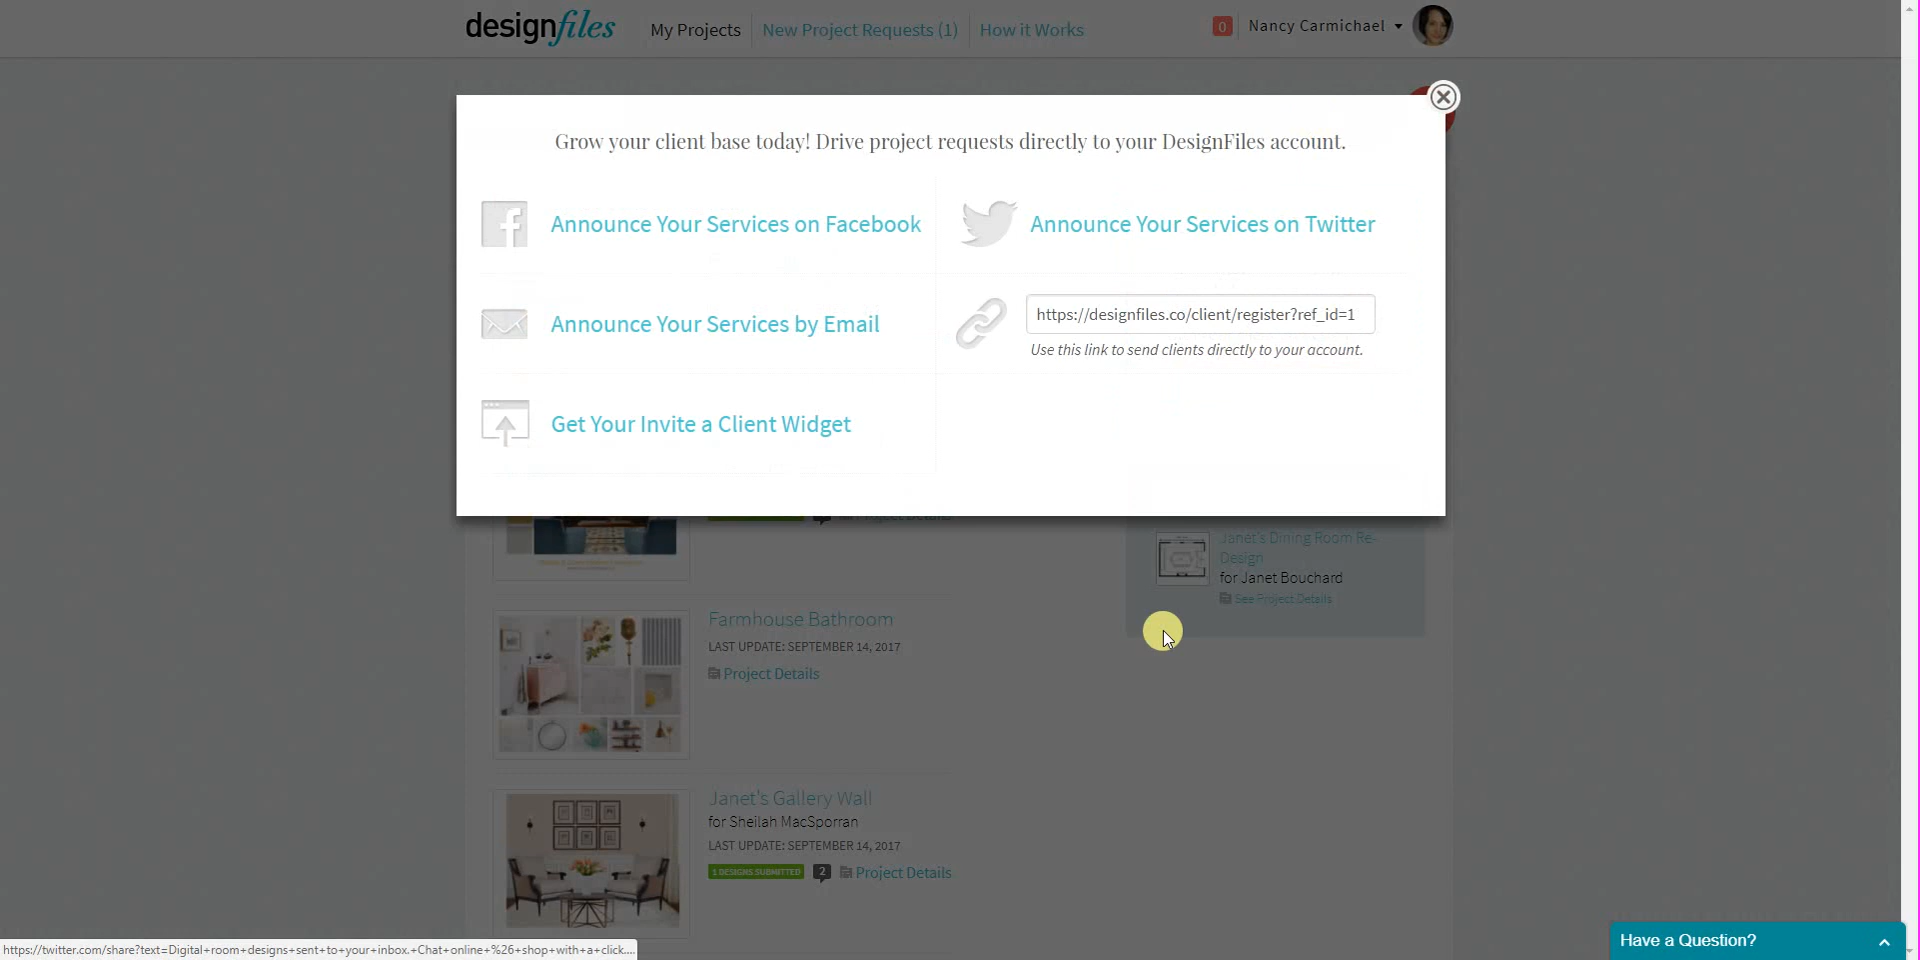 designfiles
My Projects
New Project Requests (1)
How it Works
0
Nancy Carmichael
Grow your client base today! Drive project requests directly to your DesignFiles account.
Announce Your Services on Facebook
Announce Your Services on Twitter
Announce Your Services by Email
https://designfiles.co/client/register?ref_id=1
Use this link to send clients directly to your account.
Get Your Invite a Client Widget
Project Details
Janet's Dining Room Re-
Design
for Janet Bouchard
See Project Details
Farmhouse Bathroom
LAST UPDATE: SEPTEMBER 14, 2017
Project Details
Janet's Gallery Wall
for Sheilah MacSporran
LAST UPDATE: SEPTEMBER 14, 2017
1 DESIGNS SUBMITTED
2
Project Details
Have a Question?
https://twitter.com/share?text=Digital+room+designs+sent+to+your+inbox.+Chat+online+%26+shop+with+a+click....